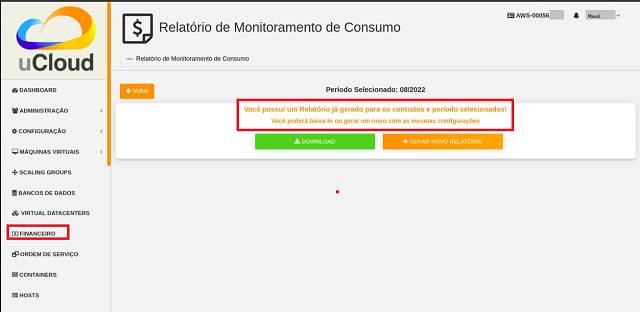 uCloud
Relatório de Monitoramento de Consumo
AWS-00056
— Relatório de Monitoramento de Consumo
Voltar
Período Selecionado: 08/2022
Você possui um Relatório já gerado para os contratos e período selecionados!
Você poderá baixa-lo ou gerar um novo com as mesmas configurações
DOWNLOAD
GERAR NOVO RELATÓRIO
DASHBOARD
ADMINISTRAÇÃO
CONFIGURAÇÃO
MÁQUINAS VIRTUAIS
SCALING GROUPS
BANCOS DE DADOS
VIRTUAL DATACENTERS
FINANCEIRO
ORDEM DE SERVIÇO
CONTAINERS
HOSTS